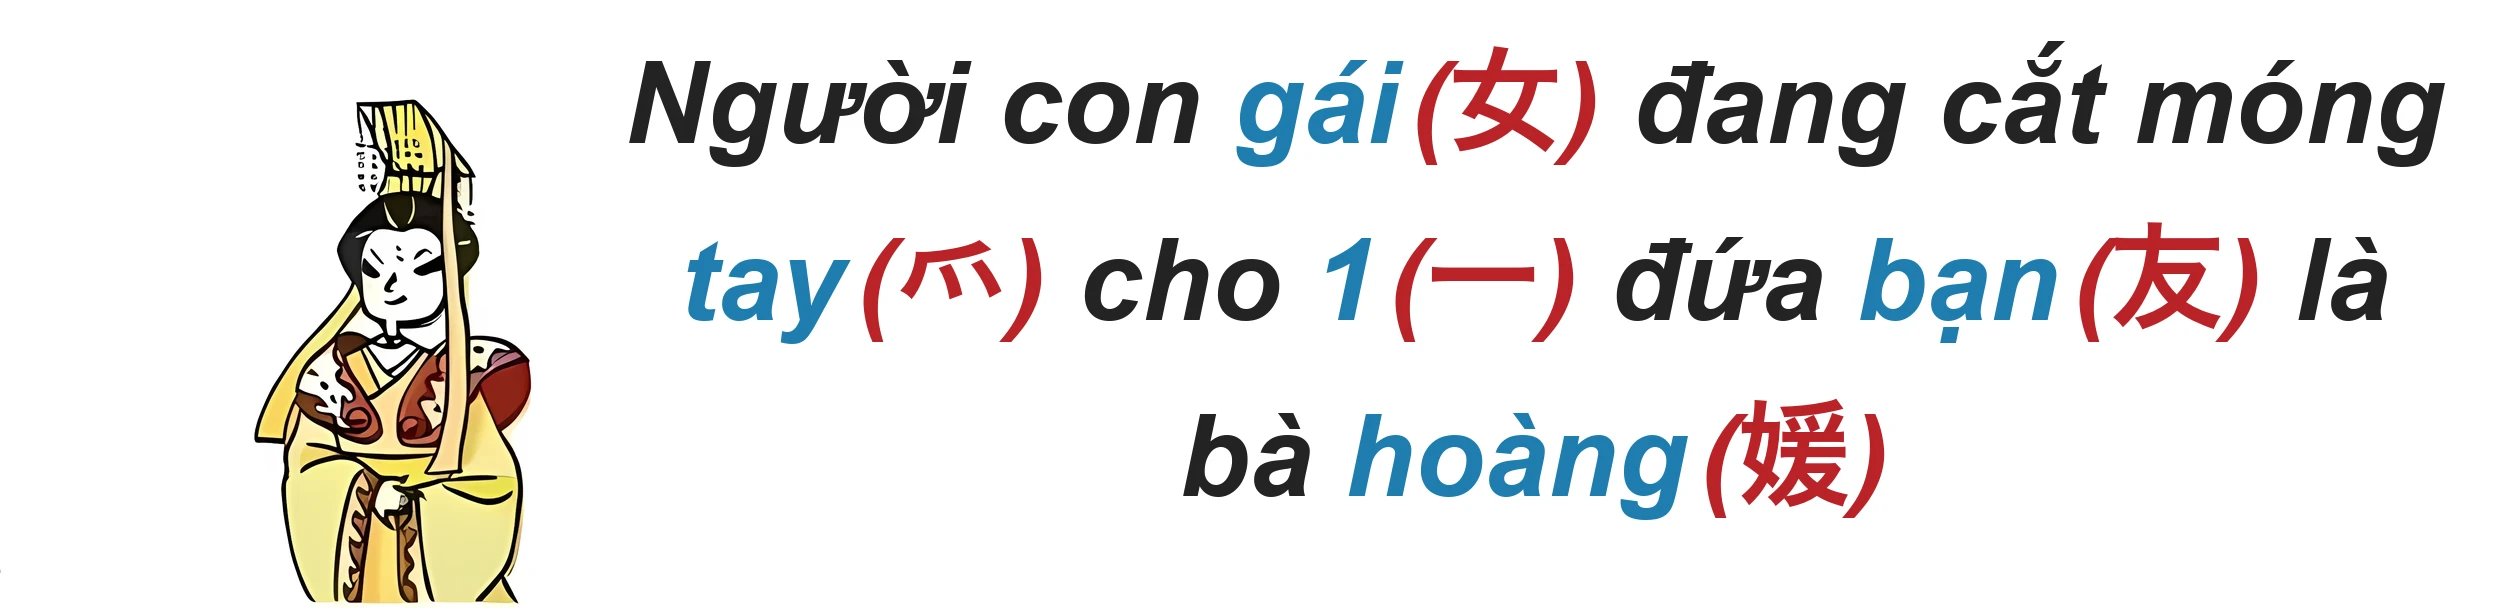 Người con gái(女) đang cắt móng
tay(爫) cho 1(一) đứa bạn(友) là
bà hoàng(媛)